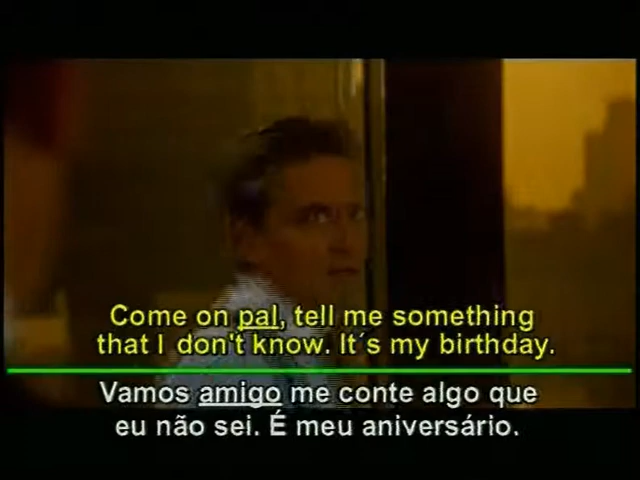 Come on pal, tell me something
that I don't know. It´s my birthday.
Vamos amigo me conte algo que
eu não sei. É meu aniversário.